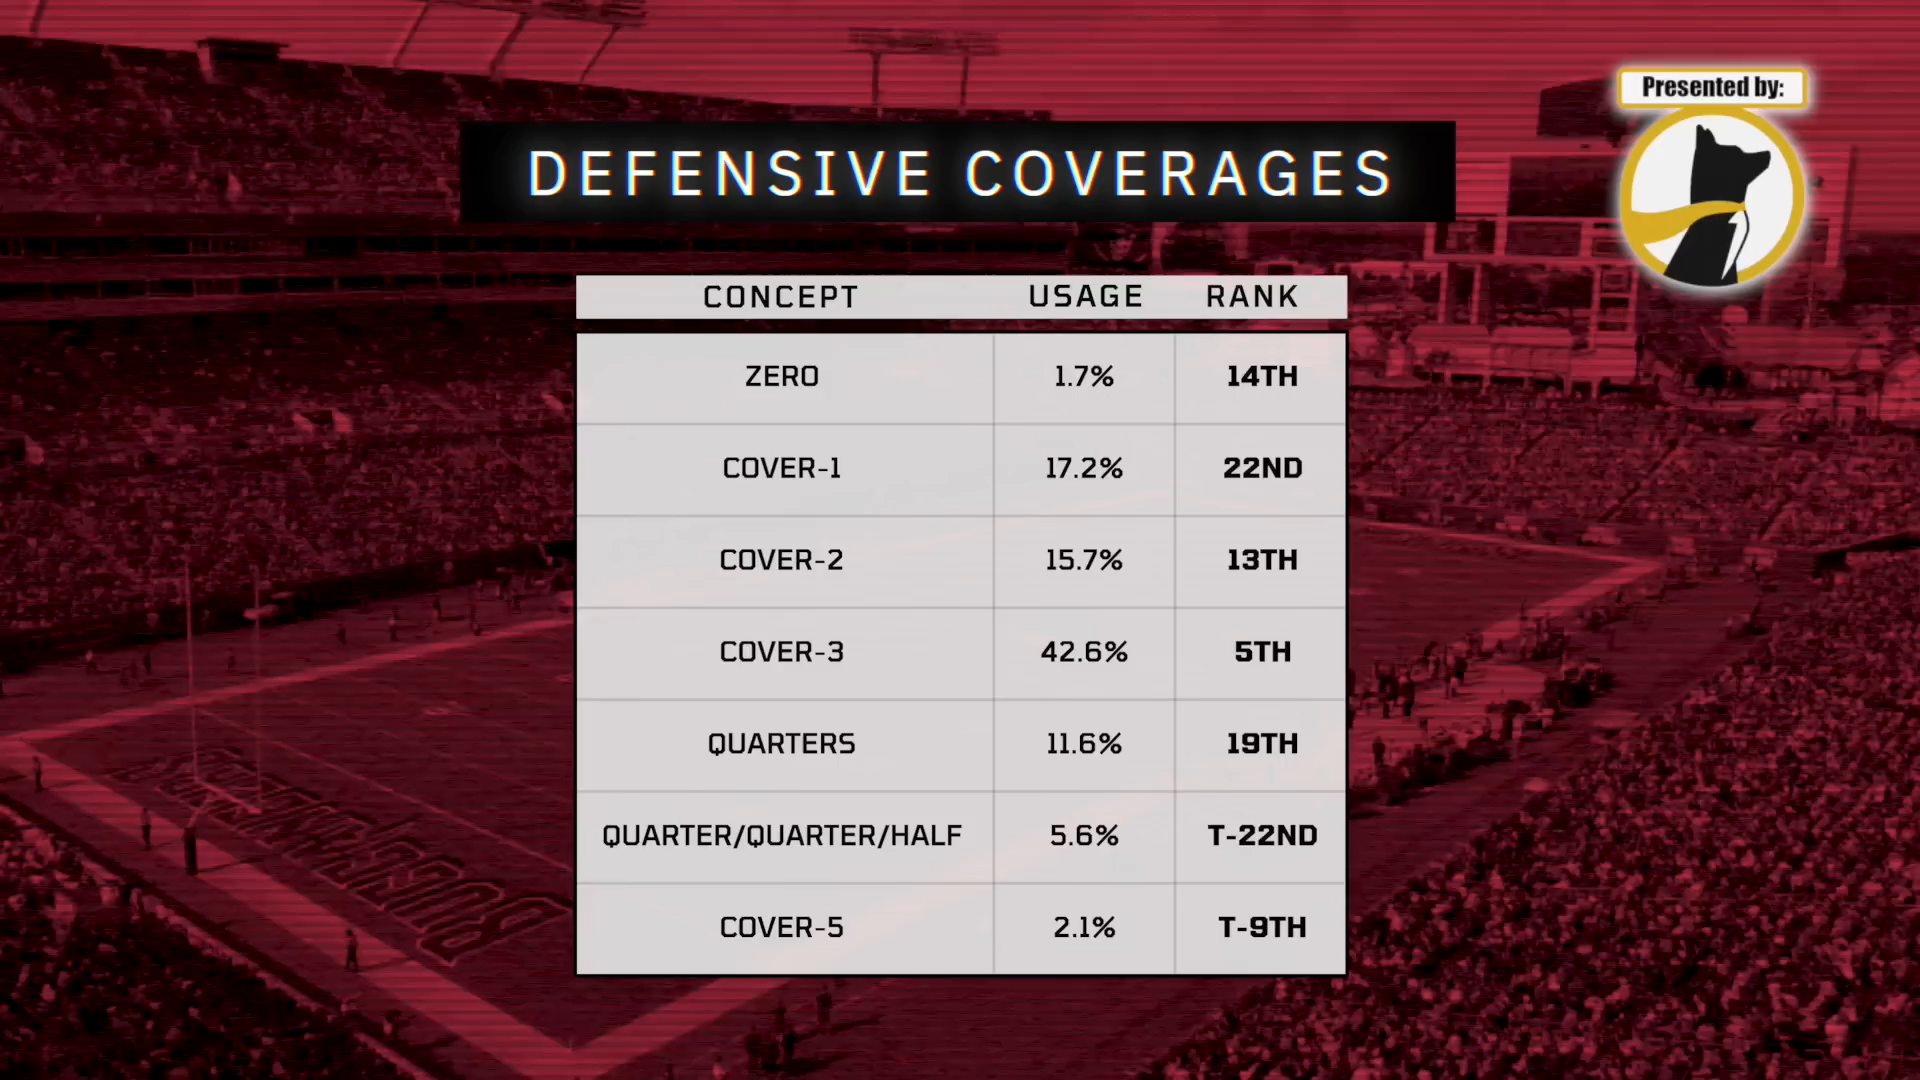 Presented by:
DEFENSIVE COVERAGES
CONCEPT USAGE RANK
ZERO 1.7% 14TH
COVER-1 17.2% 22ND
COVER-2 15.7% 13TH
COVER-3 42.6% 5TH
QUARTERS 11.6% 19TH
QUARTER/QUARTER/HALF 5.6% T-22ND
COVER-5 2.1% T-9TH
BUCCANEERS